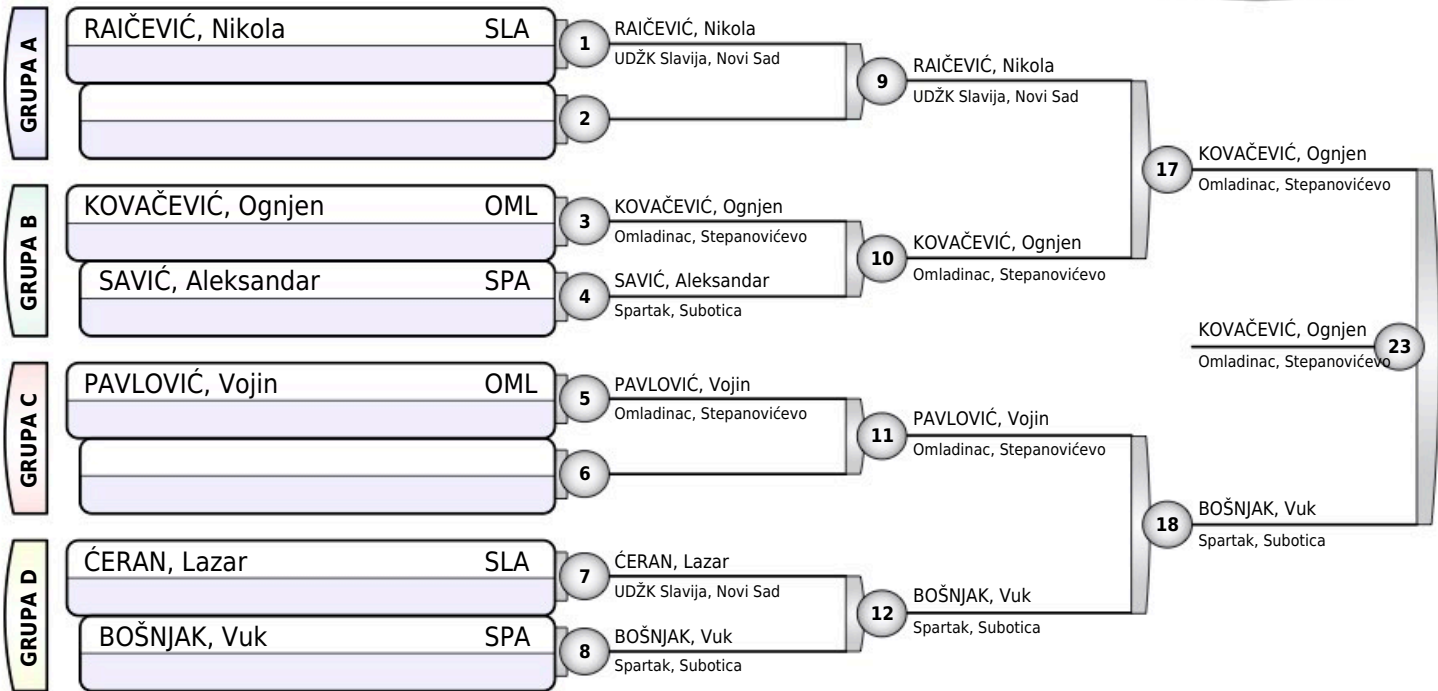 GRUPA A
RAIČEVIĆ, Nikola SLA
1
RAIČEVIĆ, Nikola
UDŽK Slavija, Novi Sad
2
9
RAIČEVIĆ, Nikola
UDŽK Slavija, Novi Sad
17
KOVAČEVIĆ, Ognjen
Omladinac, Stepanovićevo
GRUPA B
KOVAČEVIĆ, Ognjen OML
3
KOVAČEVIĆ, Ognjen
Omladinac, Stepanovićevo
SAVIĆ, Aleksandar SPA
4
SAVIĆ, Aleksandar
Spartak, Subotica
10
KOVAČEVIĆ, Ognjen
Omladinac, Stepanovićevo
KOVAČEVIĆ, Ognjen
Omladinac, Stepanovićevo
23
GRUPA C
PAVLOVIĆ, Vojin OML
5
PAVLOVIĆ, Vojin
Omladinac, Stepanovićevo
6
11
PAVLOVIĆ, Vojin
Omladinac, Stepanovićevo
18
BOŠNJAK, Vuk
Spartak, Subotica
GRUPA D
ĆERAN, Lazar SLA
7
ĆERAN, Lazar
UDŽK Slavija, Novi Sad
BOŠNJAK, Vuk SPA
8
BOŠNJAK, Vuk
Spartak, Subotica
12
BOŠNJAK, Vuk
Spartak, Subotica